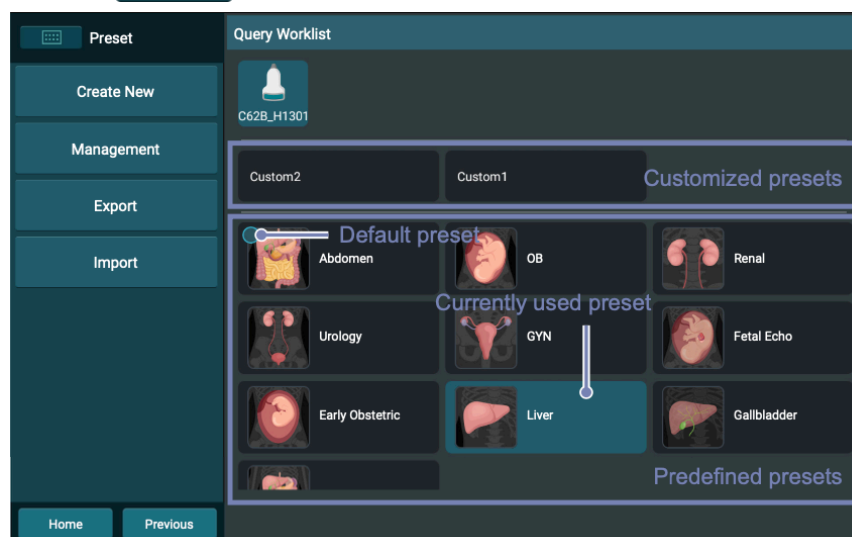 Preset
Query Worklist
Create New
Management
Export
Import
C62B_H1301
Custom2
Custom1
Customized presets
Default preset
Abdomen
OB
Renal
Currently used preset
Urology
GYN
Fetal Echo
Early Obstetric
Liver
Gallbladder
Predefined presets
Home
Previous